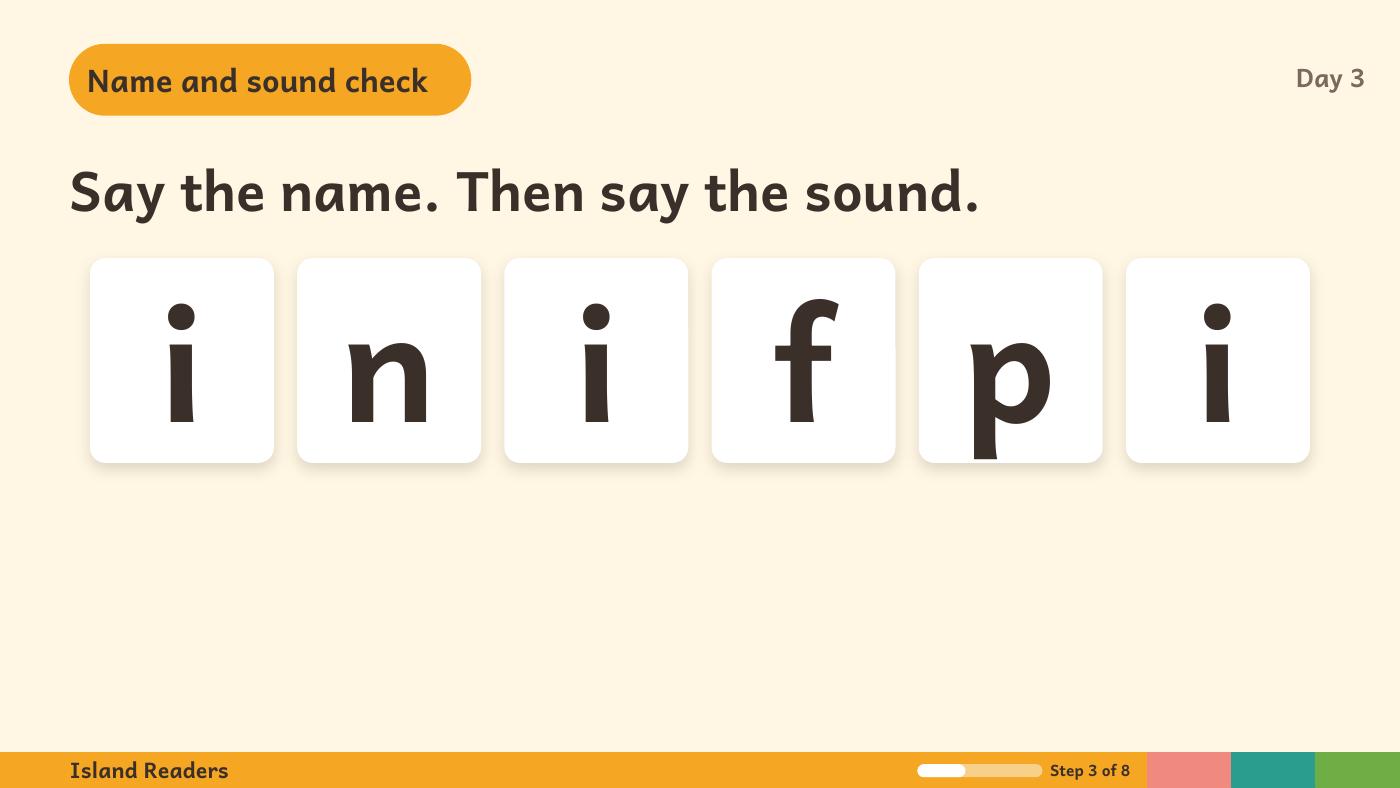 Name and sound check
Day 3
Say the name. Then say the sound.
i n i f p i
Island Readers
Step 3 of 8